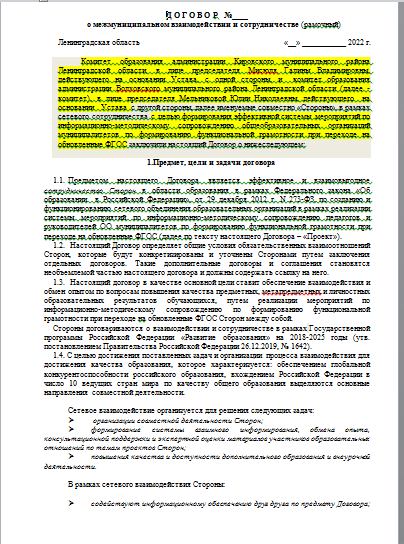 ДОГОВОР №____
о межмуниципальном взаимодействии и сотрудничестве (рамочный)
Ленинградская область «__» __________ 2022 г.
Комитет образования администрации Кировского муниципального района
Ленинградской области в лице председателя Мисюля Галины Владимировны,
действующего на основании Устава, с одной стороны, и комитет образования
администрации Волховского муниципального района Ленинградской области (далее -
комитет), в лице председателя Мельниковой Юлии Николаевны, действующего на
основании Устава с другой стороны, далее именуемые совместно «Стороны», в рамках
сетевого сотрудничества, с целью формирования эффективной системы мероприятий по
информационно-методическому сопровождению общеобразовательных организаций
муниципалитетов по формированию функциональной грамотности при переходе на
обновленные ФГОС заключили настоящий Договор о нижеследующем:
1.Предмет, цели и задачи договора
1.1. Предметом настоящего Договора является эффективное и взаимовыгодное
сотрудничество Сторон в области образования в рамках Федерального закона «Об
образовании в Российской Федерации» от 29 декабря 2012 г. N 273-ФЗ, по созданию и
функционированию сетевого объединения образовательных организаций в рамках реализации
системы мероприятий по информационно-методическому сопровождению педагогов и
руководителей ОО муниципалитетов по формированию функциональной грамотности при
переходе на обновленные ФГОС (далее по тексту настоящего Договора – «Проект»).
1.2. Настоящий Договор определяет общие условия обязательственных взаимоотношений
Сторон, которые будут конкретизированы и уточнены Сторонами путем заключения
отдельных договоров. Такие дополнительные договоры и соглашения становятся
неотъемлемой частью настоящего договора и должны содержать ссылку на него.
1.3. Настоящий договор в качестве основной цели ставит обеспечение взаимодействия и
обмен опытом по вопросам повышения качества предметных, метапредметных и личностных
образовательных результатов обучающихся, путем реализации мероприятий по
информационно-методическому сопровождению по формированию функциональной
грамотности при переходе на обновленные ФГОС Сторон между собой.
Стороны договариваются о взаимодействии и сотрудничестве в рамках Государственной
программы Российской Федерации «Развитие образования» на 2018-2025 годы (утв.
постановлением Правительства Российской Федерации 26.12.2019, № 1642).
1.4. С целью достижения поставленных задач и организации процесса взаимодействия для
достижения качества образования, которое характеризуется: обеспечением глобальной
конкурентоспособности российского образования, вхождением Российской Федерации в
число 10 ведущих стран мира по качеству общего образования выделяются основные
направления совместной деятельности.
Сетевое взаимодействие организуется для решения следующих задач:
➢ организации совместной деятельности Сторон;
➢ формирование системы взаимного информирования, обмена опыта,
консультационной поддержки и экспертной оценки материалов участников образовательных
отношений по темам проектов Сторон;
➢ повышения качества и доступности дополнительного образования и внеурочной
деятельности.
В рамках сетевого взаимодействия Стороны:
➢ содействуют информационному обеспечению друг друга по предмету Договора;